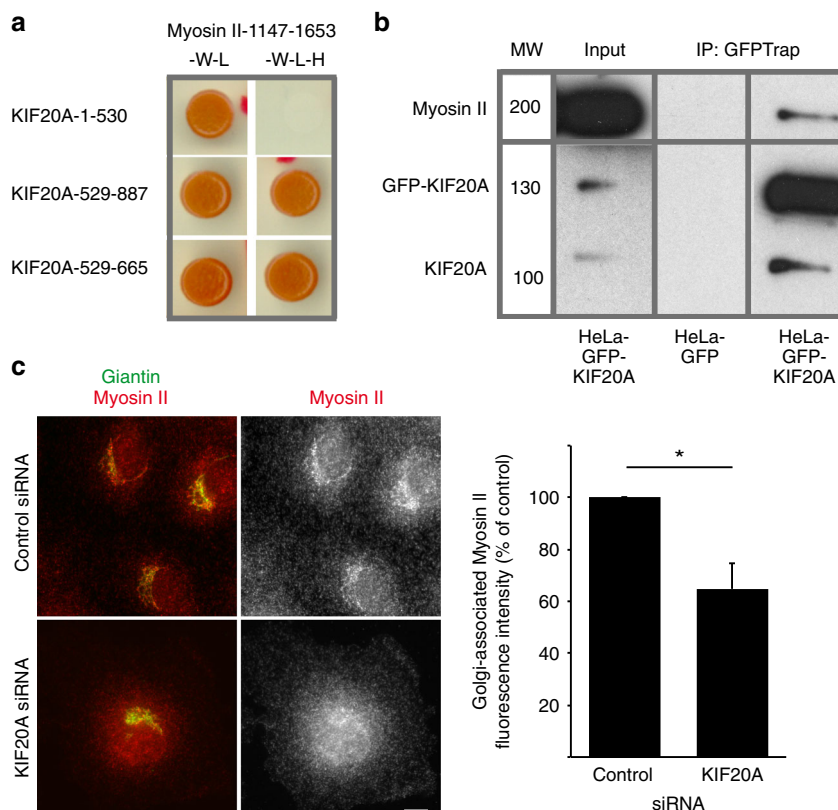 a
Myosin II-1147-1653
-W-L
-W-L-H
KIF20A-1-530
KIF20A-529-887
KIF20A-529-665
b
MW
Input
IP: GFPTrap
Myosin II
200
GFP-KIF20A
130
KIF20A
100
HeLa-
GFP-
KIF20A
HeLa-
GFP
HeLa-
GFP-
KIF20A
c
Giantin
Myosin II
Myosin II
Control siRNA
KIF20A siRNA
Golgi-associated Myosin II
fluorescence intensity (% of control)
100
80
60
40
20
*
Control
KIF20A
siRNA